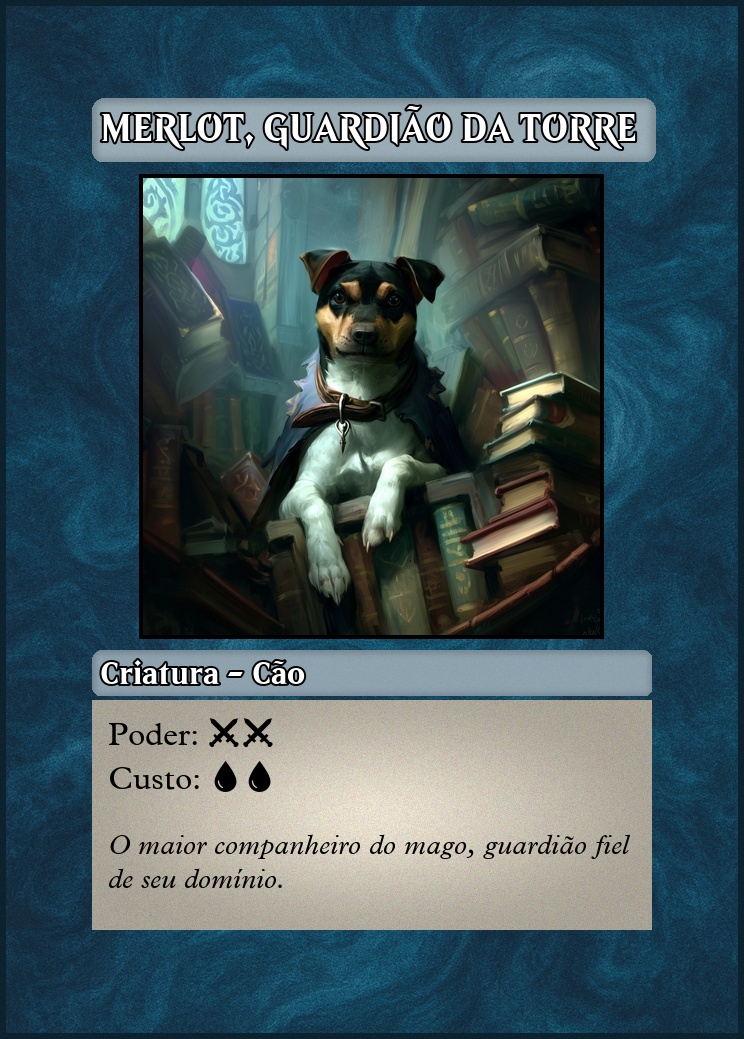 MERLOT, GUARDIÃO DA TORRE
Criatura – Cão
Poder:
Custo:
O maior companheiro do mago, guardião fiel
de seu domínio.